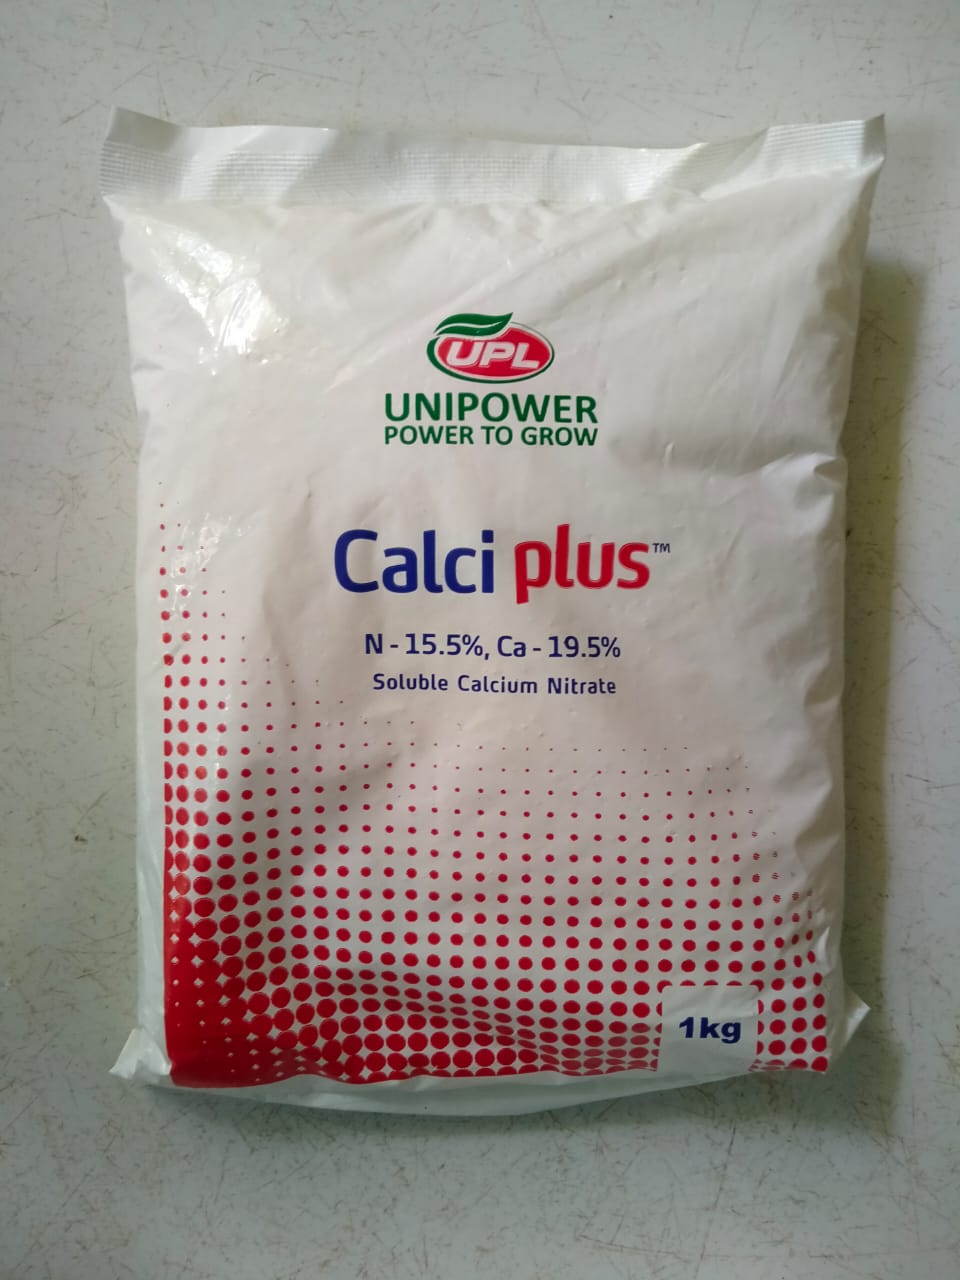 UPL
UNIPOWER
POWER TO GROW
Calci plus™
N - 15.5%, Ca - 19.5%
Soluble Calcium Nitrate
1kg